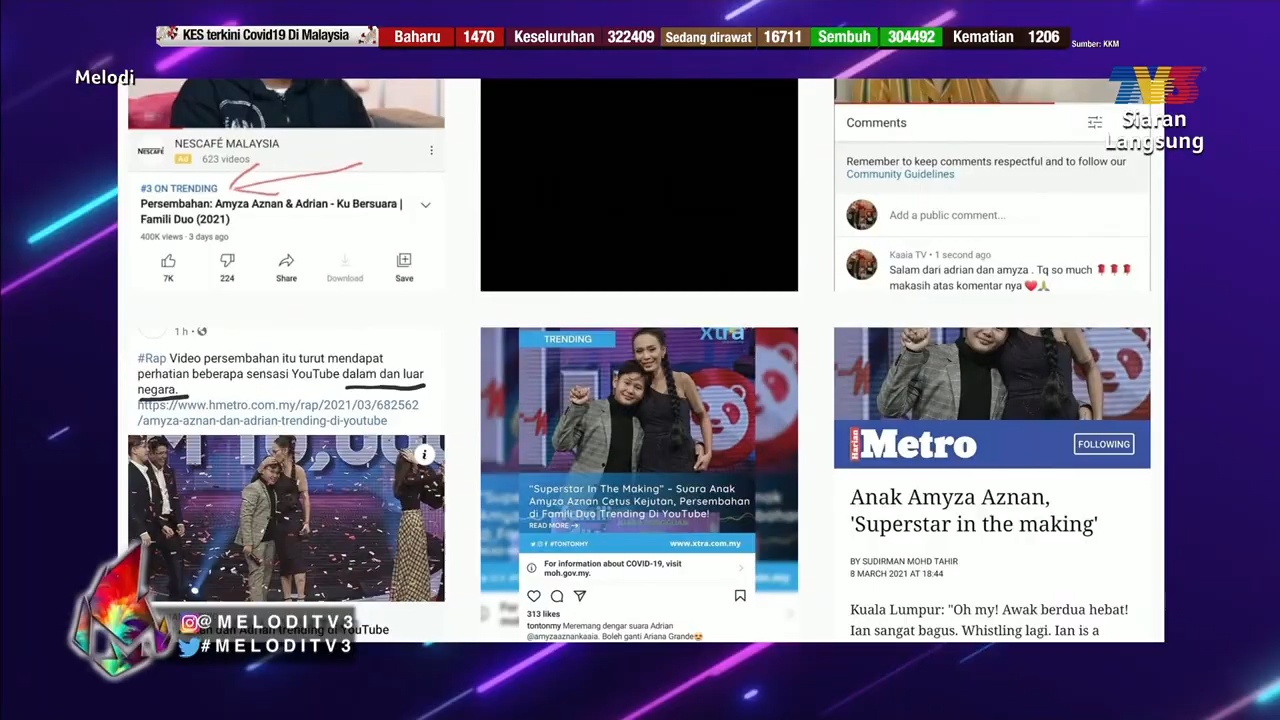 KES terkini Covid19 Di Malaysia
Baharu 1470 Keseluruhan 322409 Sedang dirawat 16711 Sembuh 304492 Kematian 1206
Sumber: KKM
Melodi
TV3
Siaran
Langsung
NESCAFÉ
NESCAFÉ MALAYSIA
Ad 623 videos
#3 ON TRENDING
Persembahan: Amyza Aznan & Adrian - Ku Bersuara |
Famili Duo (2021)
400K views · 3 days ago
7K 224 Share Download Save
Comments
Remember to keep comments respectful and to follow our
Community Guidelines
Add a public comment...
Kaaia TV • 1 second ago
Salam dari adrian dan amyza . Tq so much 🌹🌹🌹
makasih atas komentar nya ❤️🙏
1 h ·
#Rap Video persembahan itu turut mendapat
perhatian beberapa sensasi YouTube dalam dan luar
negara.
https://www.hmetro.com.my/rap/2021/03/682562
/amyza-aznan-dan-adrian-trending-di-youtube
dan Adrian trending di YouTube
TRENDING
xtra
"Superstar In The Making" – Suara Anak
Amyza Aznan Cetus Kejutan, Persembahan
di Famili Duo Trending Di YouTube!
READ MORE →
#TONTONMY www.xtra.com.my
For information about COVID-19, visit
moh.gov.my.
313 likes
tontonmy Meremang dengar suara Adrian
@amyzaaznankaaia. Boleh ganti Ariana Grande😍
Harian Metro FOLLOWING
Anak Amyza Aznan,
'Superstar in the making'
BY SUDIRMAN MOHD TAHIR
8 MARCH 2021 AT 18:44
Kuala Lumpur: "Oh my! Awak berdua hebat!
Ian sangat bagus. Whistling lagi. Ian is a
@MELODITV3
#MELODITV3